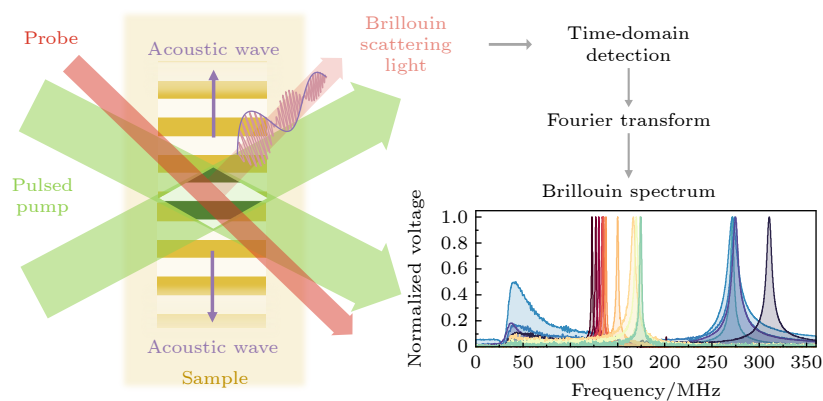 Probe
Acoustic wave
Brillouin
scattering
light
Time-domain
detection
Fourier transform
Pulsed
pump
Brillouin spectrum
Acoustic wave
Sample
Normalized voltage
1.0
0.8
0.6
0.4
0.2
0
0 50 100 150 200 250 300 350
Frequency/MHz